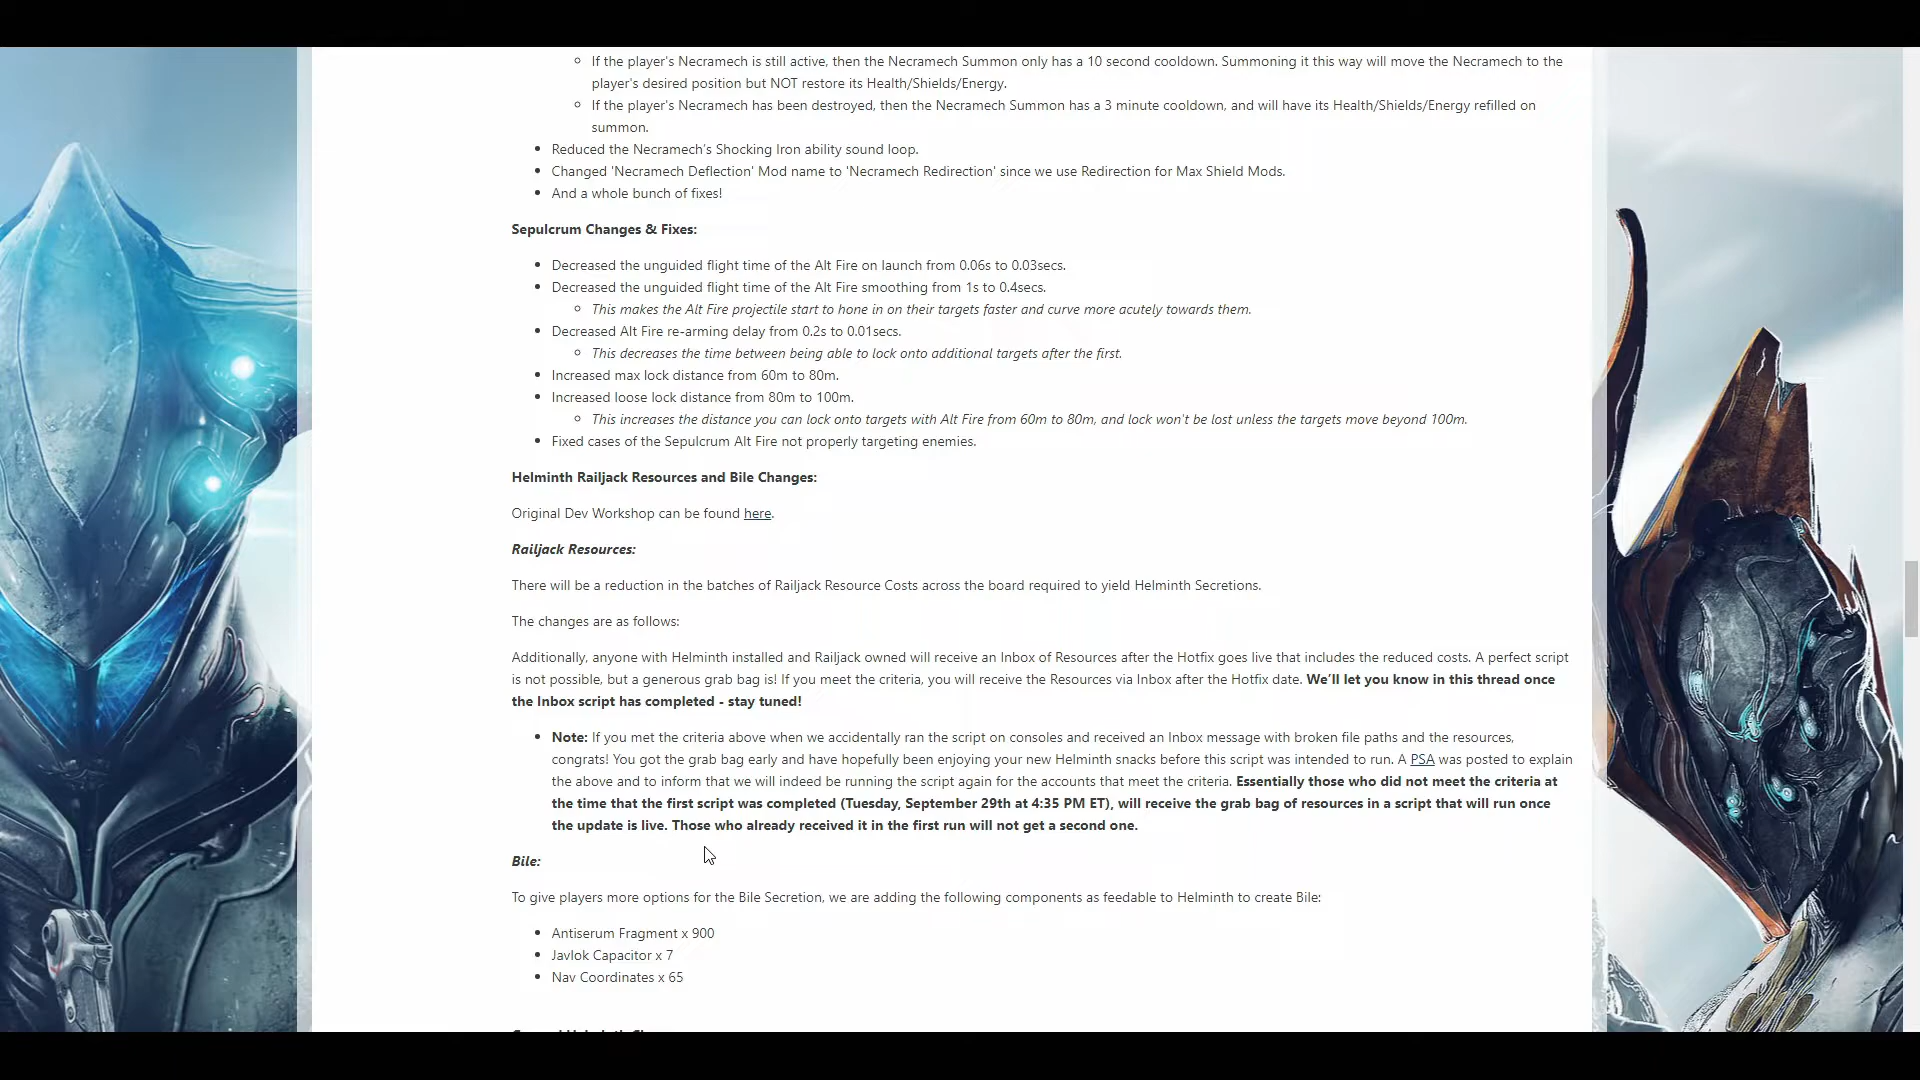 If the player's Necramech is still active, then the Necramech Summon only has a 10 second cooldown. Summoning it this way will move the Necramech to the
player's desired position but NOT restore its Health/Shields/Energy.
If the player's Necramech has been destroyed, then the Necramech Summon has a 3 minute cooldown, and will have its Health/Shields/Energy refilled on
summon.
Reduced the Necramech's Shocking Iron ability sound loop.
Changed 'Necramech Deflection' Mod name to 'Necramech Redirection' since we use Redirection for Max Shield Mods.
And a whole bunch of fixes!
Sepulcrum Changes & Fixes:
Decreased the unguided flight time of the Alt Fire on launch from 0.06s to 0.03secs.
Decreased the unguided flight time of the Alt Fire smoothing from 1s to 0.4secs.
This makes the Alt Fire projectile start to hone in on their targets faster and curve more acutely towards them.
Decreased Alt Fire re-arming delay from 0.2s to 0.01secs.
This decreases the time between being able to lock onto additional targets after the first.
Increased max lock distance from 60m to 80m.
Increased loose lock distance from 80m to 100m.
This increases the distance you can lock onto targets with Alt Fire from 60m to 80m, and lock won't be lost unless the targets move beyond 100m.
Fixed cases of the Sepulcrum Alt Fire not properly targeting enemies.
Helminth Railjack Resources and Bile Changes:
Original Dev Workshop can be found here.
Railjack Resources:
There will be a reduction in the batches of Railjack Resource Costs across the board required to yield Helminth Secretions.
The changes are as follows:
Additionally, anyone with Helminth installed and Railjack owned will receive an Inbox of Resources after the Hotfix goes live that includes the reduced costs. A perfect script
is not possible, but a generous grab bag is! If you meet the criteria, you will receive the Resources via Inbox after the Hotfix date. We'll let you know in this thread once
the Inbox script has completed - stay tuned!
Note: If you met the criteria above when we accidentally ran the script on consoles and received an Inbox message with broken file paths and the resources,
congrats! You got the grab bag early and have hopefully been enjoying your new Helminth snacks before this script was intended to run. A PSA was posted to explain
the above and to inform that we will indeed be running the script again for the accounts that meet the criteria. Essentially those who did not meet the criteria at
the time that the first script was completed (Tuesday, September 29th at 4:35 PM ET), will receive the grab bag of resources in a script that will run once
the update is live. Those who already received it in the first run will not get a second one.
Bile:
To give players more options for the Bile Secretion, we are adding the following components as feedable to Helminth to create Bile:
Antiserum Fragment x 900
Javlok Capacitor x 7
Nav Coordinates x 65